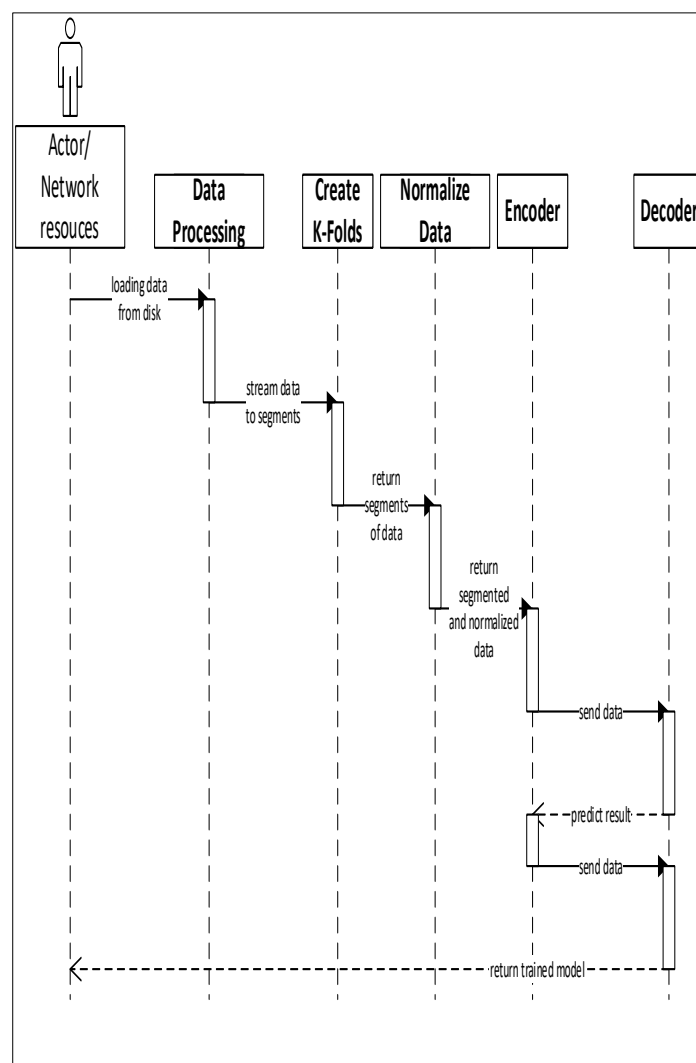 Actor/
Network
resouces
Data
Processing
Create
K-Folds
Normalize
Data
Encoder
Decoder
loading data
from disk
stream data
to segments
return
segments
of data
return
segmented
and normalized
data
send data
predict result
send data
return trained model